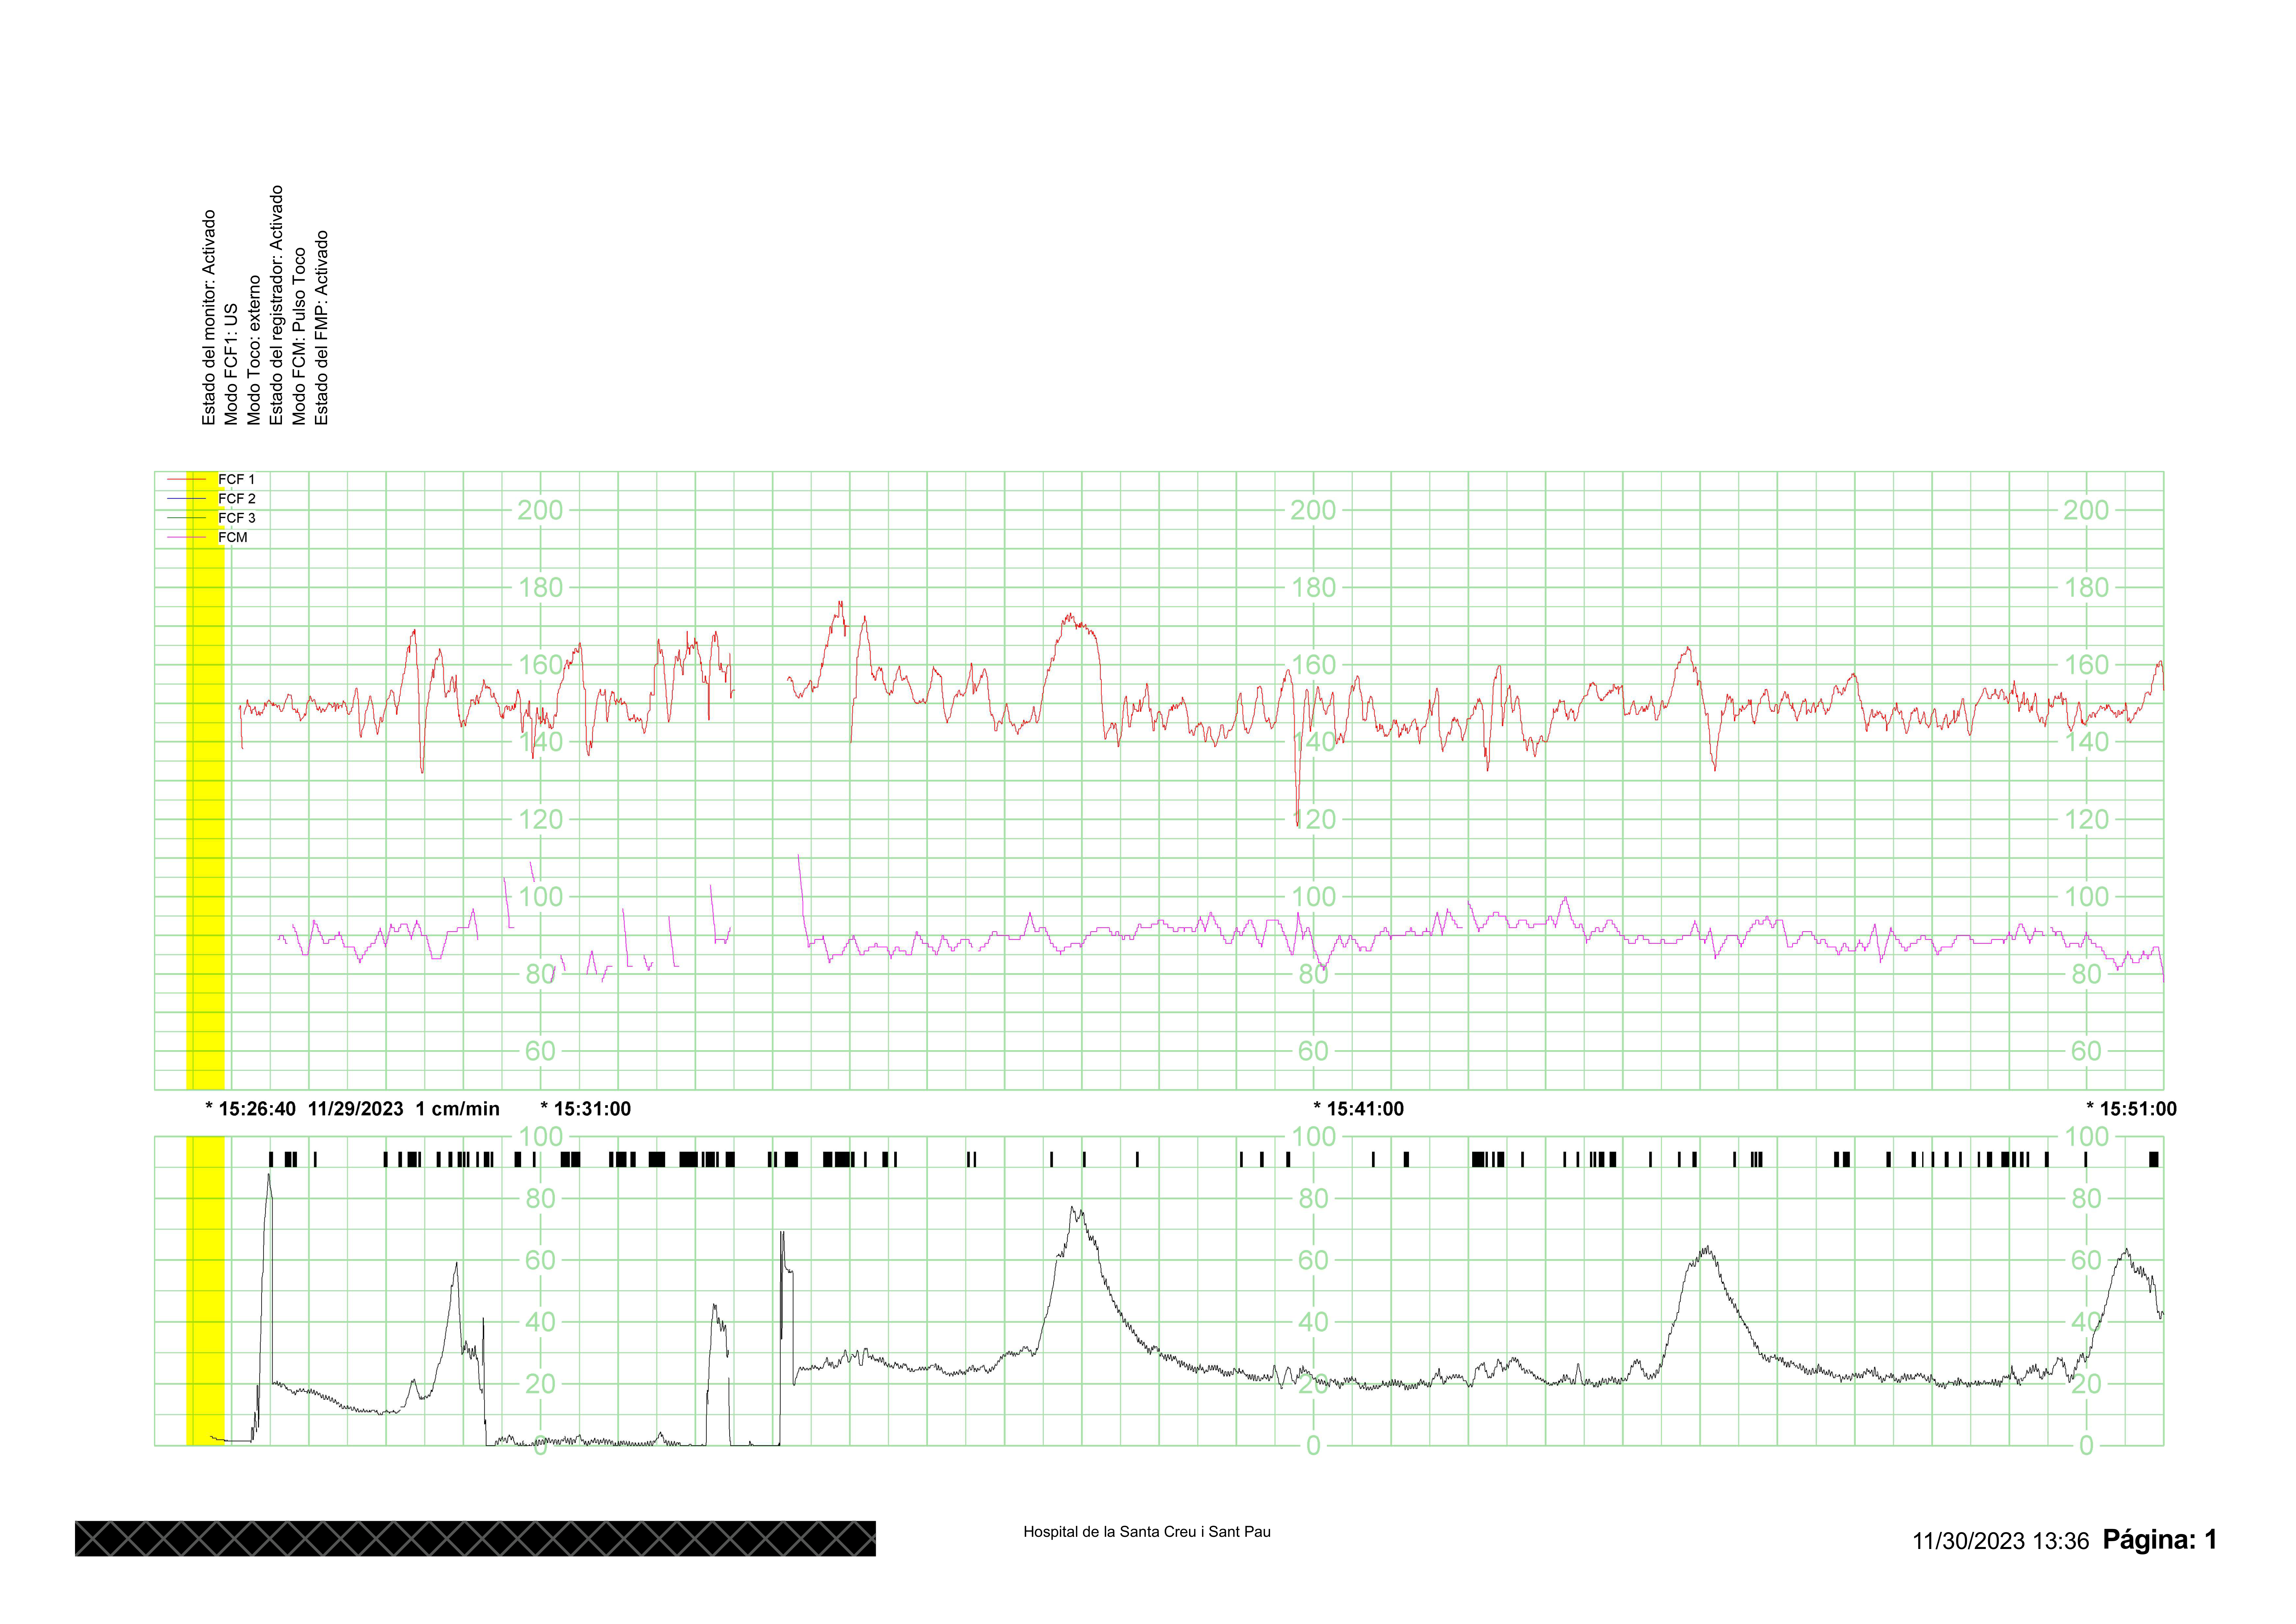 Estado del monitor: Activado
Modo FCF1: US
Modo Toco: externo
Estado del registrador: Activado
Modo FCM: Pulso Toco
Estado del FMP: Activado
FCF 1
FCF 2
FCF 3
FCM
200 200 200
180 180 180
160 160 160
140 140 140
120 120 120
100 100 100
80 80 80
60 60 60
* 15:26:40 11/29/2023 1 cm/min * 15:31:00 * 15:41:00 * 15:51:00
100 100 100
80 80 80
60 60 60
40 40 40
20 20 20
0 0 0
Hospital de la Santa Creu i Sant Pau
11/30/2023 13:36 Página: 1